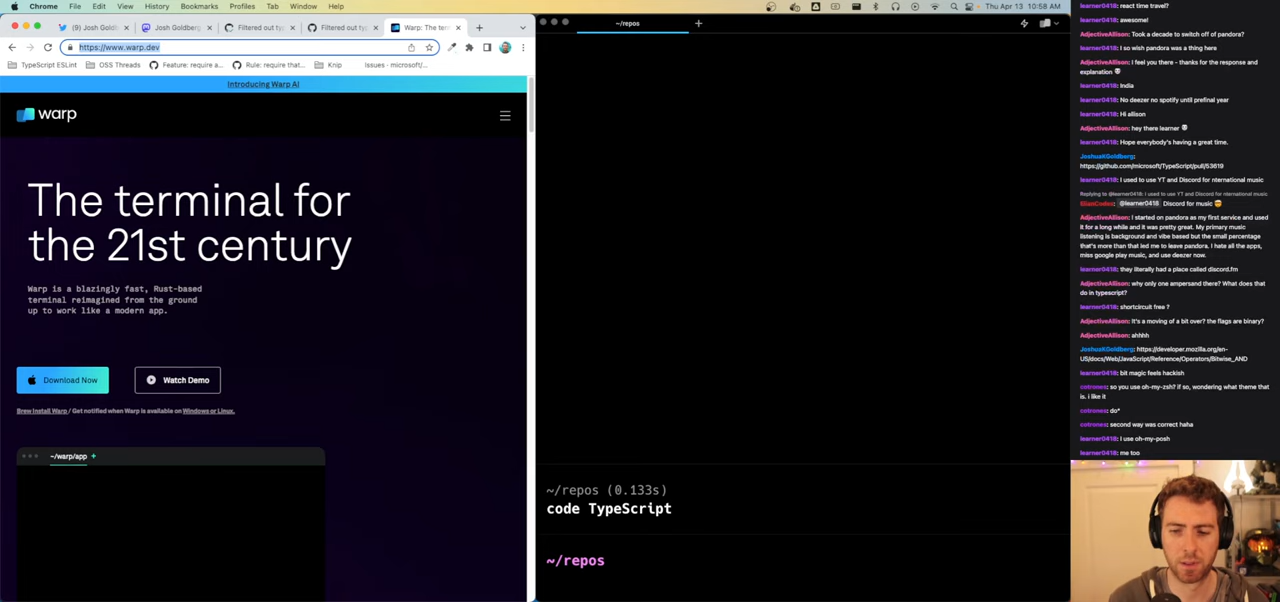 Chrome File Edit View History Bookmarks Profiles Tab Window Help
Thu Apr 13 10:58 AM
(9) Josh Gold
Josh Goldberg
Filtered out ty
Filtered out ty
Warp: The ter
https://www.warp.dev
TypeScript ESLint
OSS Threads
Feature: require a...
Rule: require that...
Knip
Issues - microsoft/...
Introducing Warp AI
warp
The terminal for
the 21st century
Warp is a blazingly fast, Rust-based
terminal reimagined from the ground
up to work like a modern app.
Download Now
Watch Demo
Brew Install Warp / Get notified when Warp is available on Windows or Linux.
~/warp/app +
~/repos
~/repos (0.133s)
code TypeScript
~/repos
learner0418: react time travel?
learner0418: awesome!
AdjectiveAllison: Took a decade to switch off of pandora?
learner0418: I so wish pandora was a thing here
AdjectiveAllison: I feel you there - thanks for the response and
explanation
learner0418: India
learner0418: No deezer no spotify until prefinal year
learner0418: Hi allison
AdjectiveAllison: hey there learner
learner0418: Hope everybody's having a great time.
JoshuaKGoldberg:
https://github.com/microsoft/TypeScript/pull/53619
learner0418: I used to use YT and Discord for nternational music
Replying to @learner0418: I used to use YT and Discord for nternational music
EliatCodes: @learner0418 Discord for music
AdjectiveAllison: I started on pandora as my first service and used
it for a long while and it was pretty great. My primary music
listening is background and vibe based but the small percentage
that's more than that led me to leave pandora. I hate all the apps,
miss google play music, and use deezer now.
learner0418: they literally had a place called discord.fm
AdjectiveAllison: why only one ampersand there? What does that
do in typescript?
learner0418: shortcircuit free ?
AdjectiveAllison: it's a moving of a bit over? the flags are binary?
AdjectiveAllison: ahhhh
JoshuaKGoldberg: https://developer.mozilla.org/en-
US/docs/Web/JavaScript/Reference/Operators/Bitwise_AND
learner0418: bit magic feels hackish
cotrones: so you use oh-my-zsh? if so, wondering what theme that
is. i like it
cotrones: do*
cotrones: second way was correct haha
learner0418: I use oh-my-posh
learner0418: me too